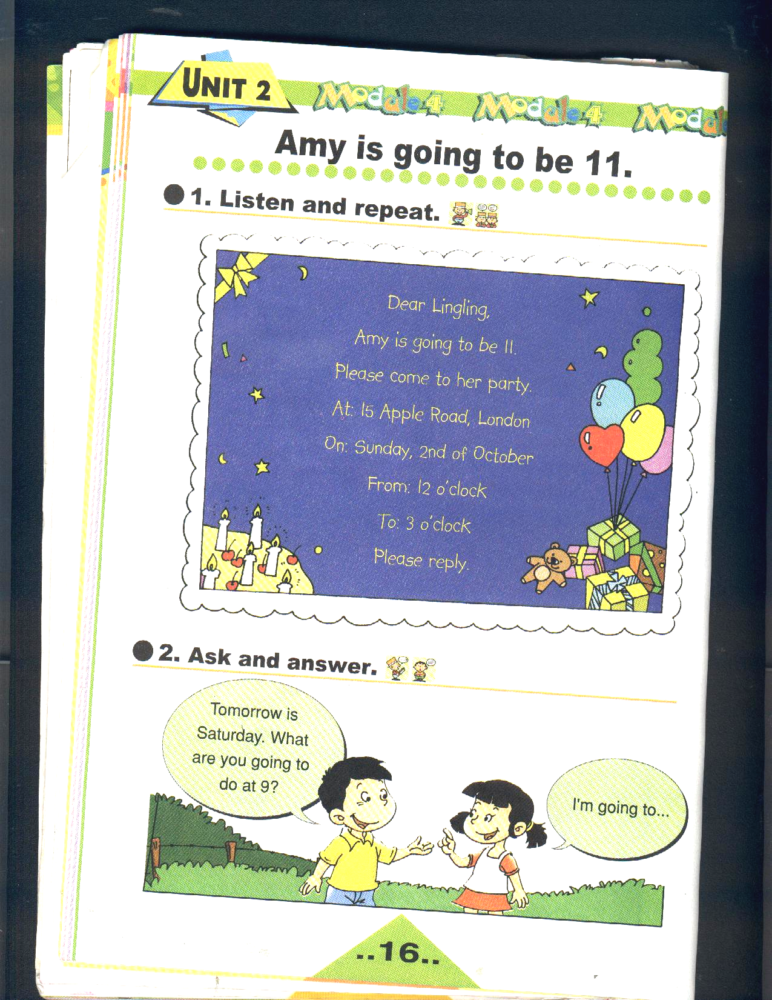 UNIT 2
Module 4 Module 4 Modul
Amy is going to be 11.
1. Listen and repeat.
Dear Lingling,
Amy is going to be 11.
Please come to her party.
At: 15 Apple Road, London
On: Sunday, 2nd of October
From: 12 o'clock
To: 3 o'clock
Please reply.
2. Ask and answer.
Tomorrow is
Saturday. What
are you going to
do at 9?
I'm going to...
..16..